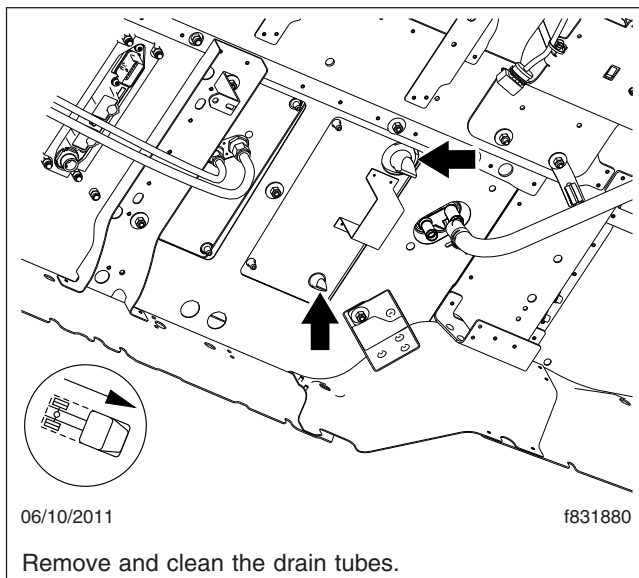 06/10/2011 f831880
Remove and clean the drain tubes.